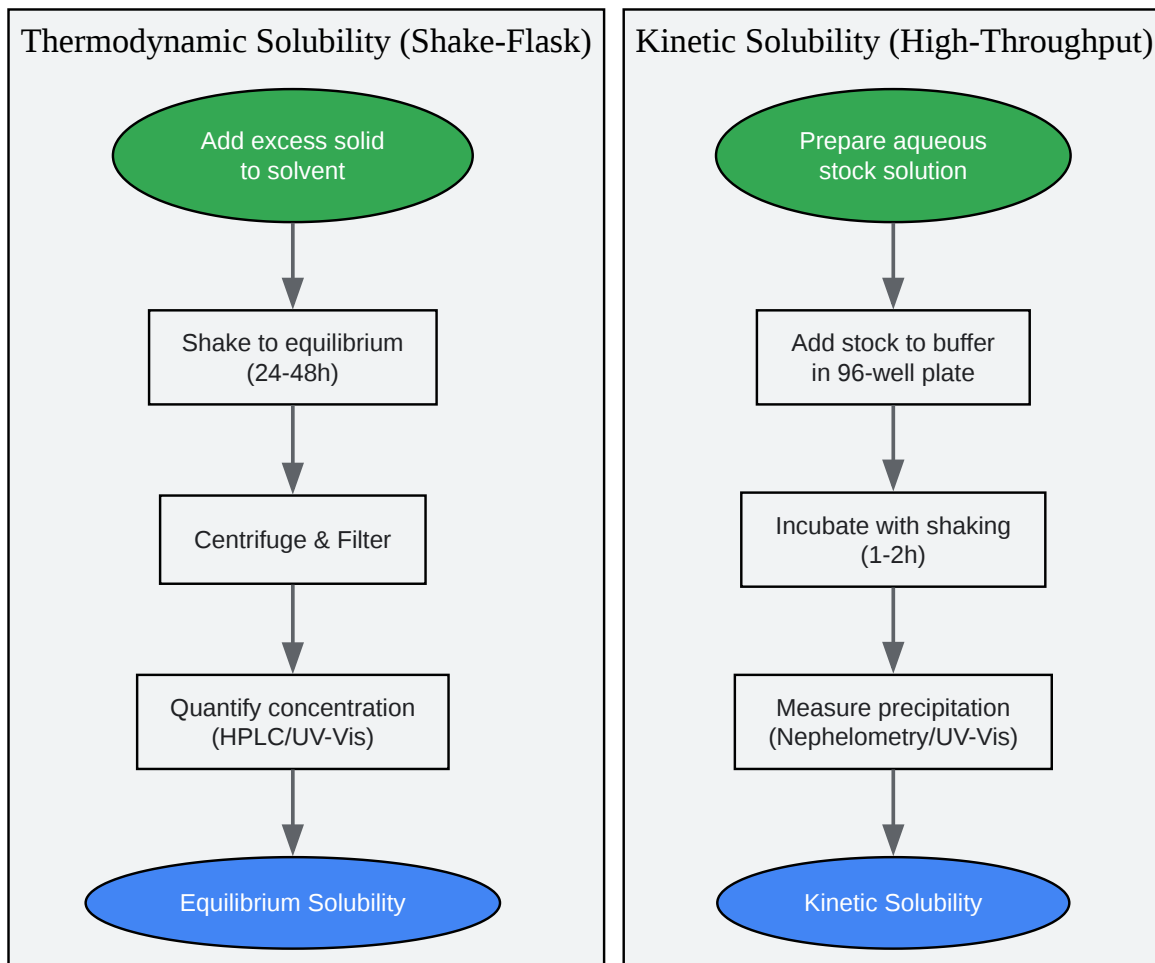 Thermodynamic Solubility (Shake-Flask)
Add excess solid
to solvent
Shake to equilibrium
(24-48h)
Centrifuge & Filter
Quantify concentration
(HPLC/UV-Vis)
Equilibrium Solubility
Kinetic Solubility (High-Throughput)
Prepare aqueous
stock solution
Add stock to buffer
in 96-well plate
Incubate with shaking
(1-2h)
Measure precipitation
(Nephelometry/UV-Vis)
Kinetic Solubility